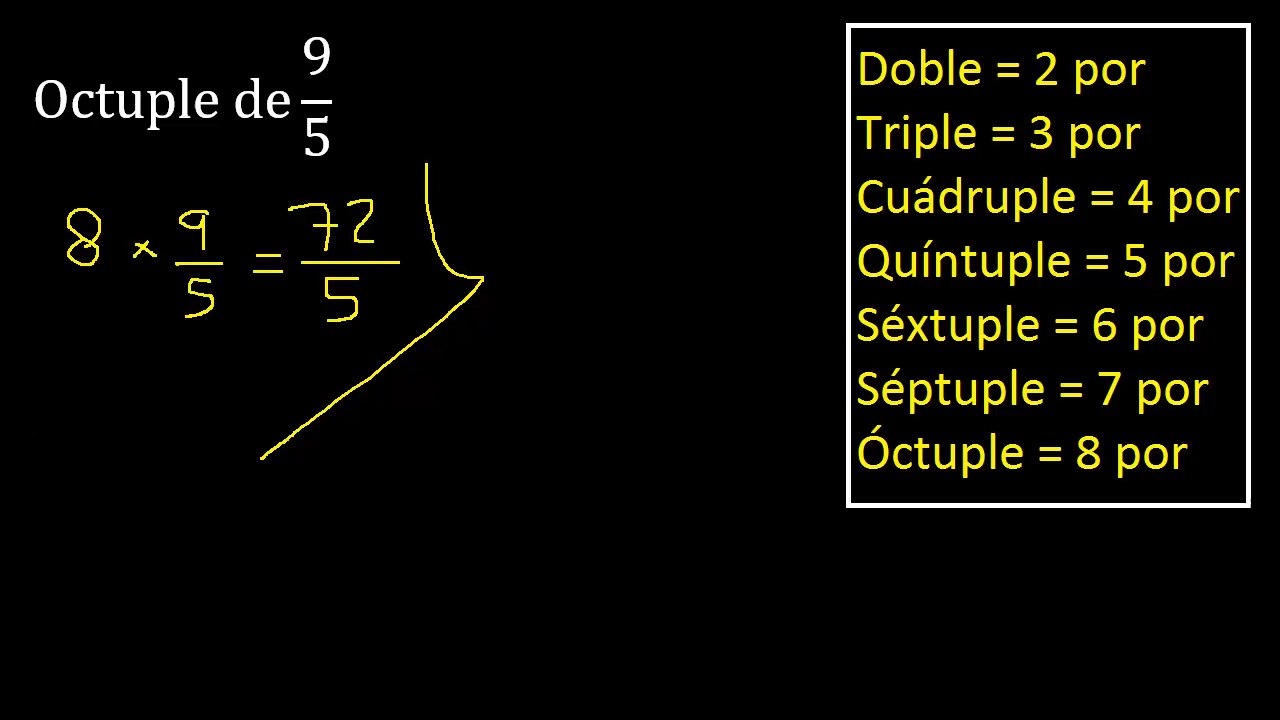 Octuple de 9/5
8 × 9/5 = 72/5
Doble = 2 por
Triple = 3 por
Cuádruple = 4 por
Quíntuple = 5 por
Séxtuple = 6 por
Séptuple = 7 por
Óctuple = 8 por